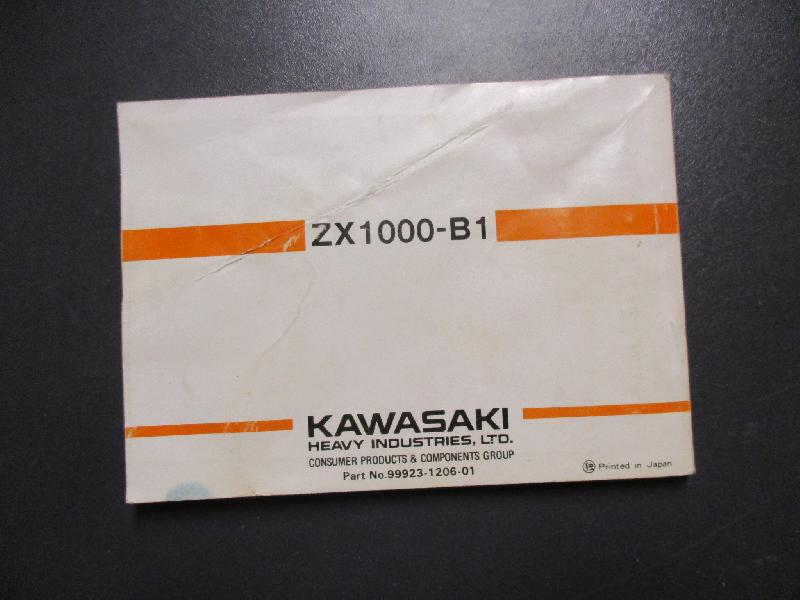 ZX1000-B1
KAWASAKI
HEAVY INDUSTRIES, LTD.
CONSUMER PRODUCTS & COMPONENTS GROUP
Part No.99923-1206-01
Printed in Japan